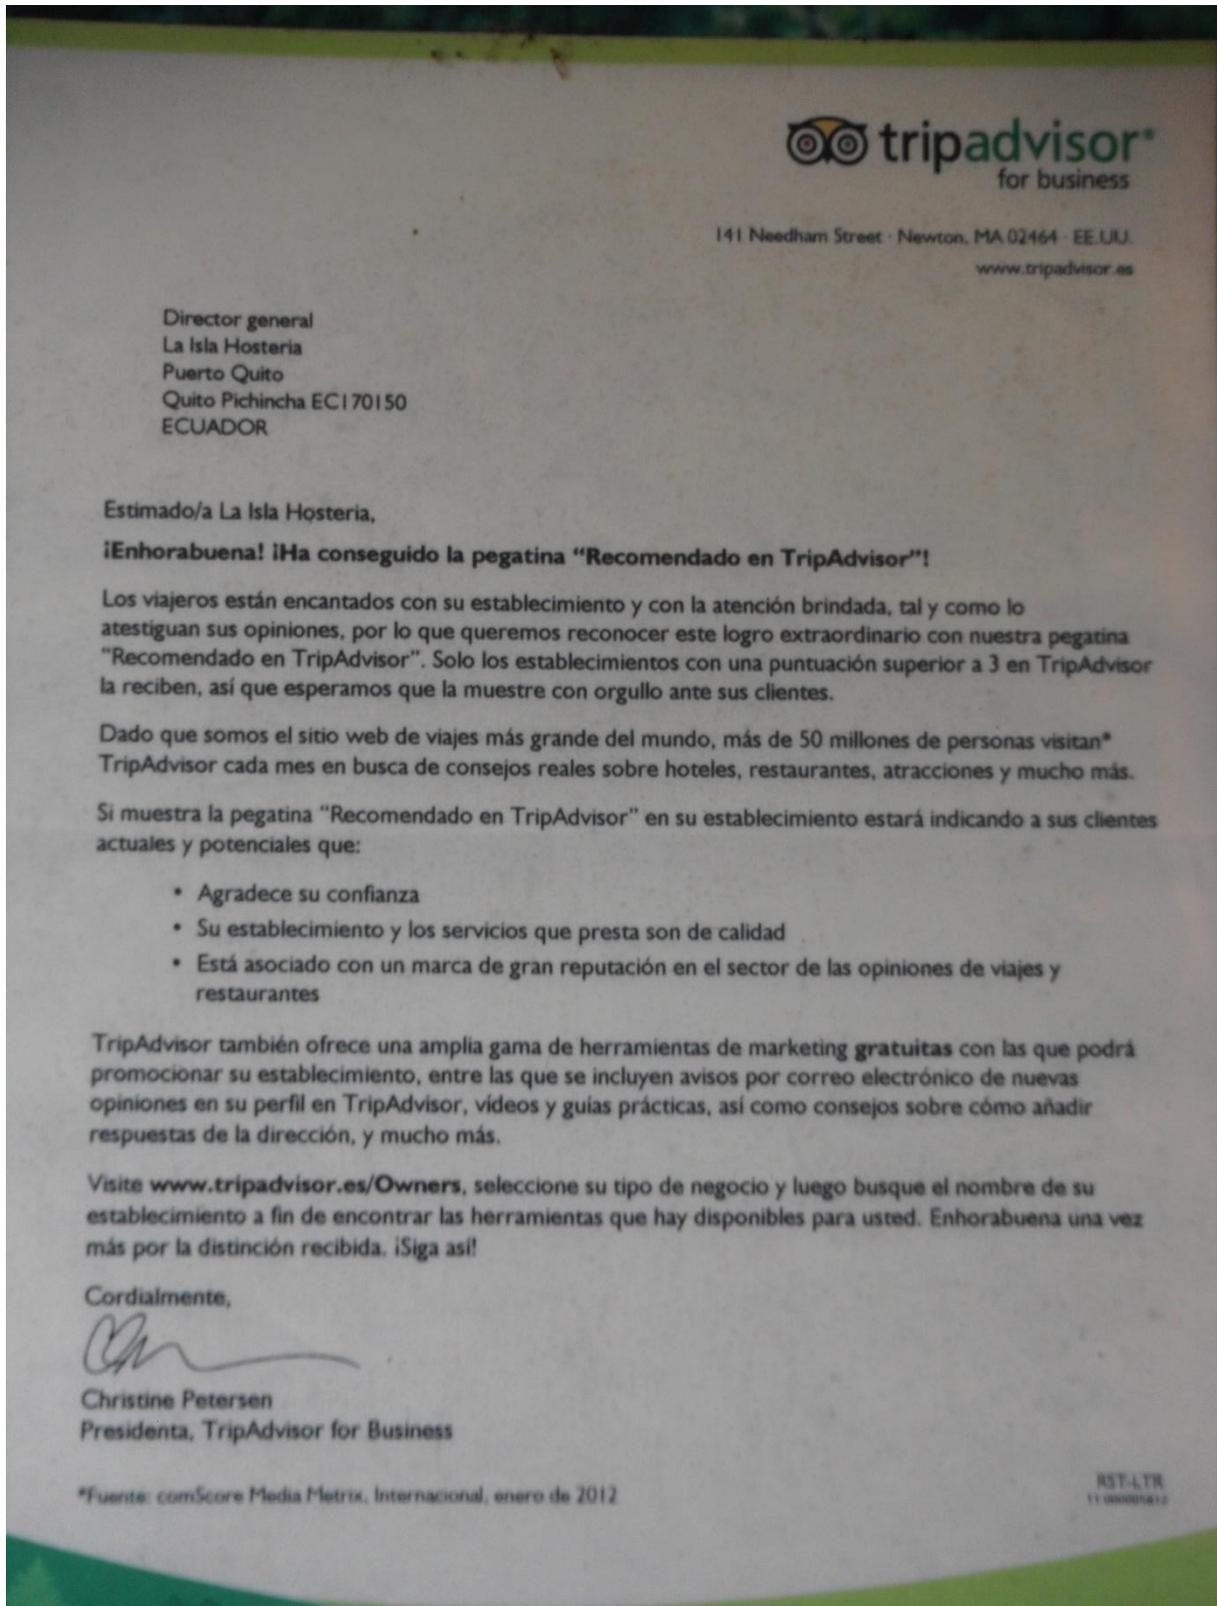 tripadvisor®
for business
141 Needham Street · Newton, MA 02464 · EE.UU.
www.tripadvisor.es
Director general
La Isla Hosteria
Puerto Quito
Quito Pichincha EC170150
ECUADOR
Estimado/a La Isla Hosteria,
¡Enhorabuena! ¡Ha conseguido la pegatina “Recomendado en TripAdvisor”!
Los viajeros están encantados con su establecimiento y con la atención brindada, tal y como lo
atestiguan sus opiniones, por lo que queremos reconocer este logro extraordinario con nuestra pegatina
“Recomendado en TripAdvisor”. Solo los establecimientos con una puntuación superior a 3 en TripAdvisor
la reciben, así que esperamos que la muestre con orgullo ante sus clientes.
Dado que somos el sitio web de viajes más grande del mundo, más de 50 millones de personas visitan*
TripAdvisor cada mes en busca de consejos reales sobre hoteles, restaurantes, atracciones y mucho más.
Si muestra la pegatina “Recomendado en TripAdvisor” en su establecimiento estará indicando a sus clientes
actuales y potenciales que:
• Agradece su confianza
• Su establecimiento y los servicios que presta son de calidad
• Está asociado con un marca de gran reputación en el sector de las opiniones de viajes y
restaurantes
TripAdvisor también ofrece una amplia gama de herramientas de marketing gratuitas con las que podrá
promocionar su establecimiento, entre las que se incluyen avisos por correo electrónico de nuevas
opiniones en su perfil en TripAdvisor, vídeos y guías prácticas, así como consejos sobre cómo añadir
respuestas de la dirección, y mucho más.
Visite www.tripadvisor.es/Owners, seleccione su tipo de negocio y luego busque el nombre de su
establecimiento a fin de encontrar las herramientas que hay disponibles para usted. Enhorabuena una vez
más por la distinción recibida. ¡Siga así!
Cordialmente,
Christine Petersen
Presidenta, TripAdvisor for Business
*Fuente: comScore Media Metrix, Internacional, enero de 2012
RST-LTR